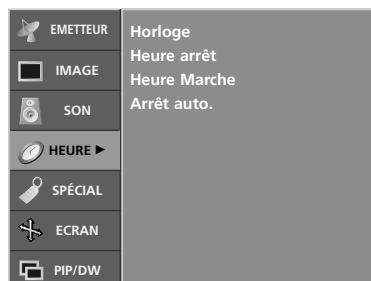 EMETTEUR
IMAGE
SON
HEURE ►
SPÉCIAL
ECRAN
PIP/DW
Horloge
Heure arrêt
Heure Marche
Arrêt auto.